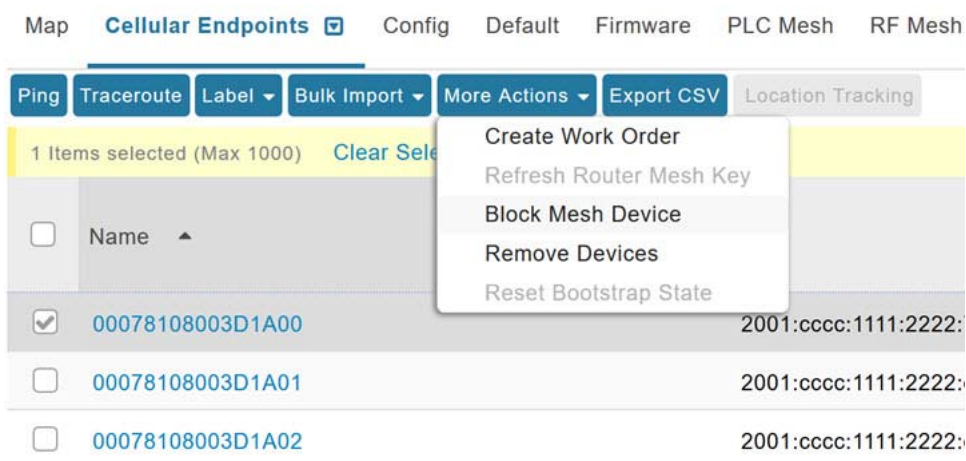 Map Cellular Endpoints Config Default Firmware PLC Mesh RF Mesh
Ping Traceroute Label Bulk Import More Actions Export CSV Location Tracking
1 Items selected (Max 1000) Clear Sele
Create Work Order
Refresh Router Mesh Key
Block Mesh Device
Remove Devices
Reset Bootstrap State
Name
00078108003D1A00 2001:cccc:1111:2222:
00078108003D1A01 2001:cccc:1111:2222:
00078108003D1A02 2001:cccc:1111:2222: